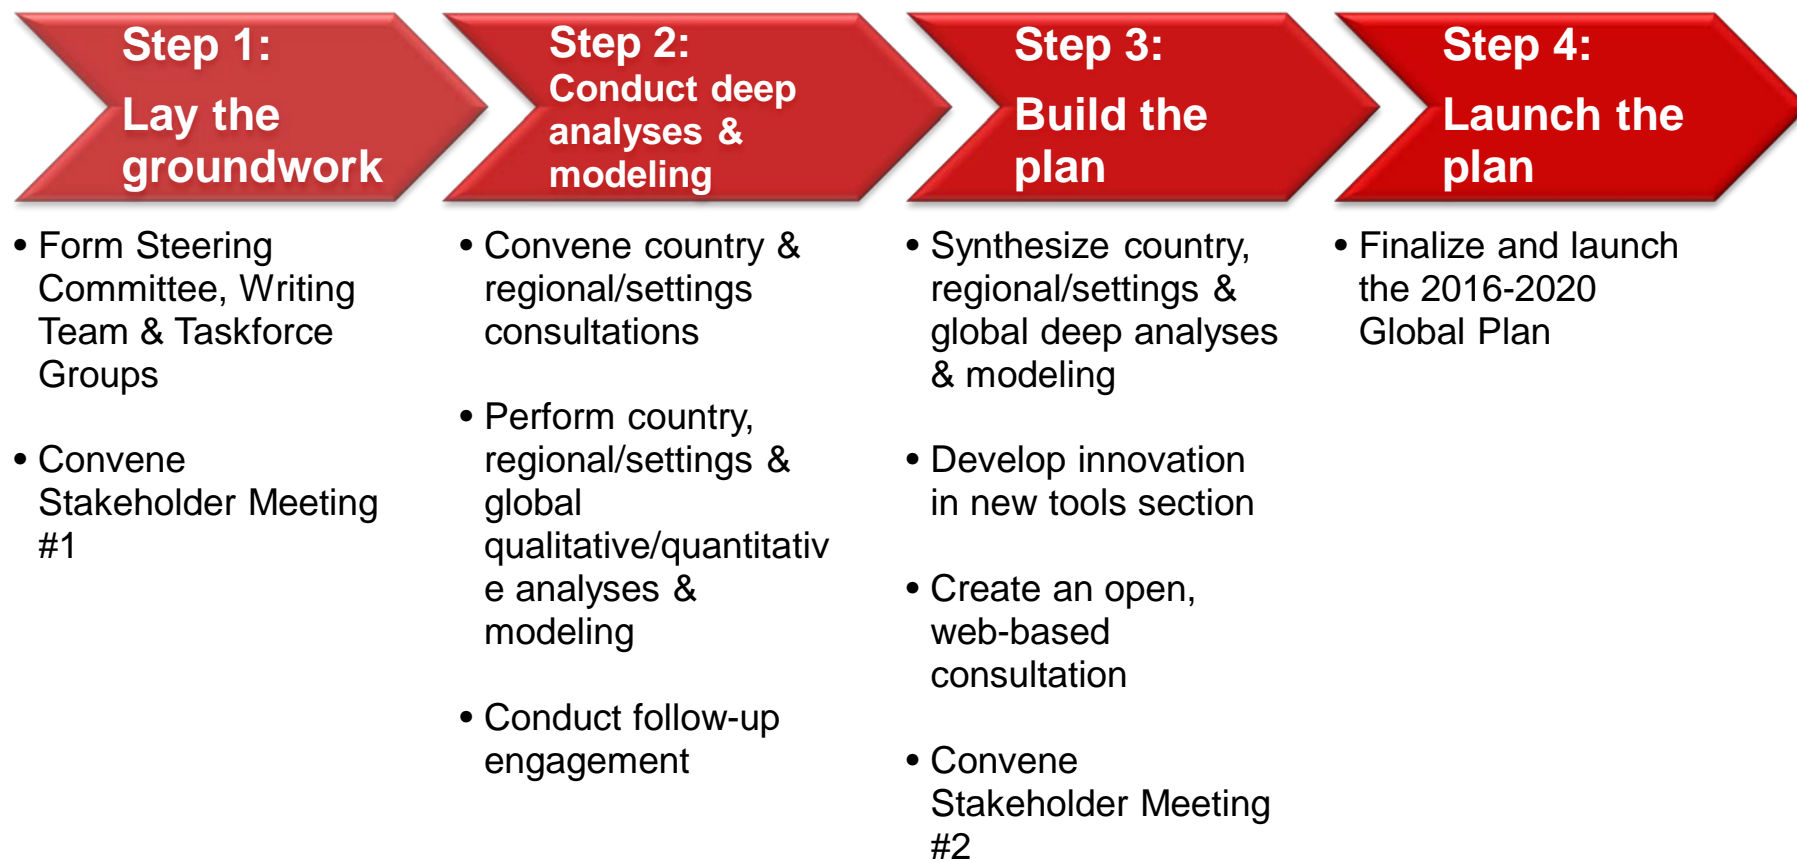 Step 1:
Lay the
groundwork
• Form Steering
Committee, Writing
Team & Taskforce
Groups
• Convene
Stakeholder Meeting
#1
Step 2:
Conduct deep
analyses &
modeling
• Convene country &
regional/settings
consultations
• Perform country,
regional/settings &
global
qualitative/quantitativ
e analyses &
modeling
• Conduct follow-up
engagement
Step 3:
Build the
plan
• Synthesize country,
regional/settings &
global deep analyses
& modeling
• Develop innovation
in new tools section
• Create an open,
web-based
consultation
• Convene
Stakeholder Meeting
#2
Step 4:
Launch the
plan
• Finalize and launch
the 2016-2020
Global Plan